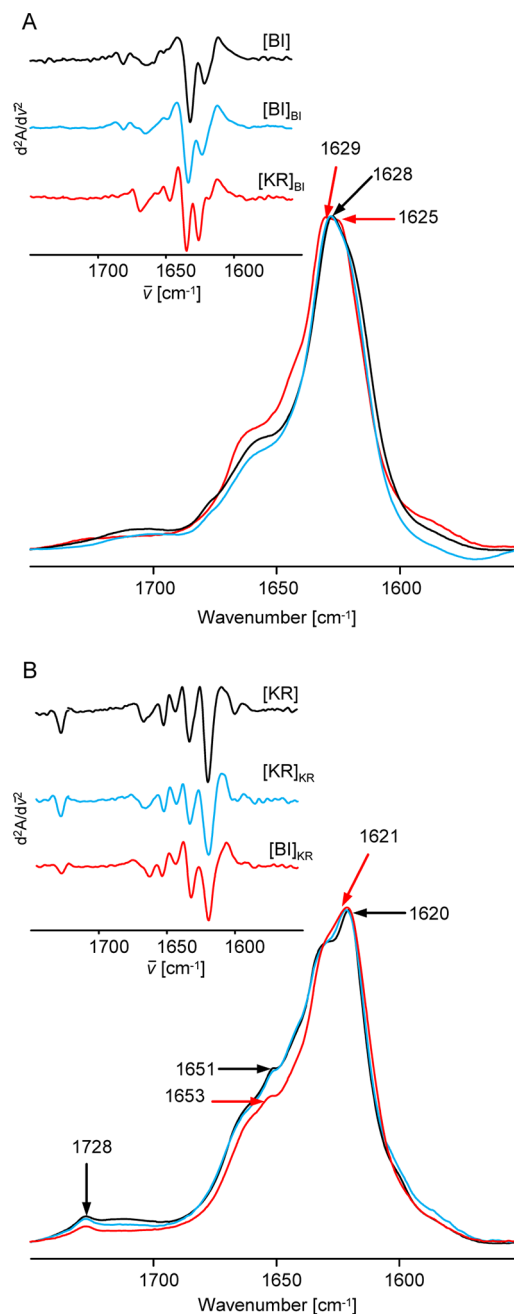 A
[BI]
[BI]BI
[KR]BI
d²A/dν̄²
1700 1650 1600
ν̄ [cm⁻¹]
1629
1628
1625
1700 1650 1600
Wavenumber [cm⁻¹]
B
[KR]
[KR]KR
[BI]KR
d²A/dν̄²
1700 1650 1600
ν̄ [cm⁻¹]
1621
1620
1651
1653
1728
1700 1650 1600
Wavenumber [cm⁻¹]